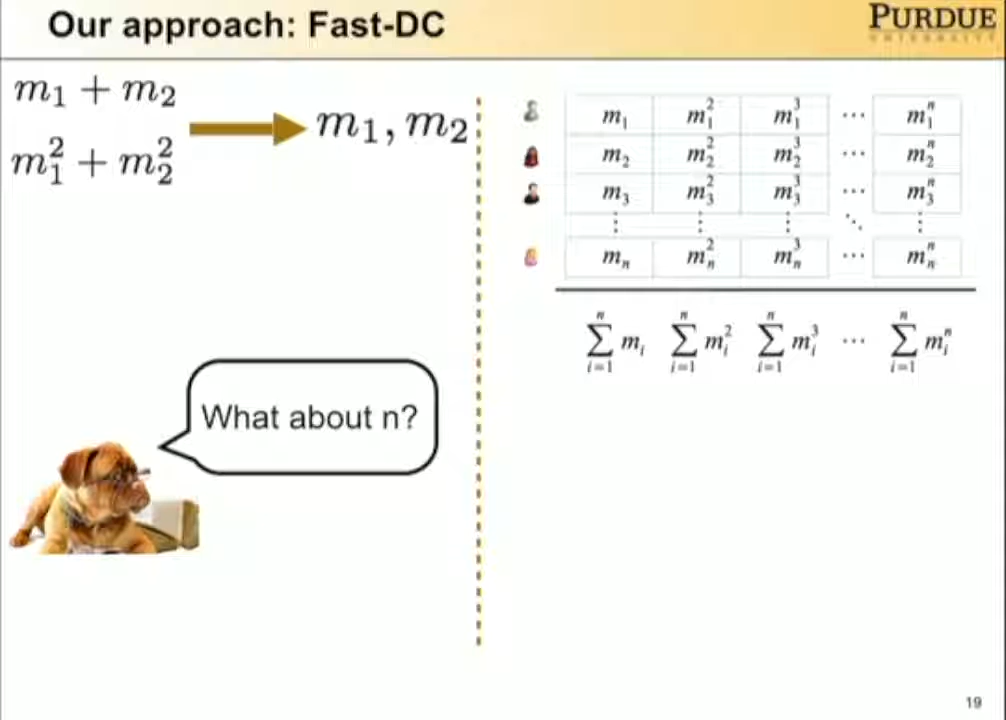 Our approach: Fast-DC
PURDUE
UNIVERSITY
m₁ + m₂
m₁² + m₂²
m₁, m₂
What about n?
m₁ m₁² m₁³ ⋯ m₁ⁿ
m₂ m₂² m₂³ ⋯ m₂ⁿ
m₃ m₃² m₃³ ⋯ m₃ⁿ
⋮ ⋮ ⋮ ⋱ ⋮
mₙ mₙ² mₙ³ ⋯ mₙⁿ
∑ᵢ₌₁ⁿ mᵢ ∑ᵢ₌₁ⁿ mᵢ² ∑ᵢ₌₁ⁿ mᵢ³ ⋯ ∑ᵢ₌₁ⁿ mᵢⁿ
19